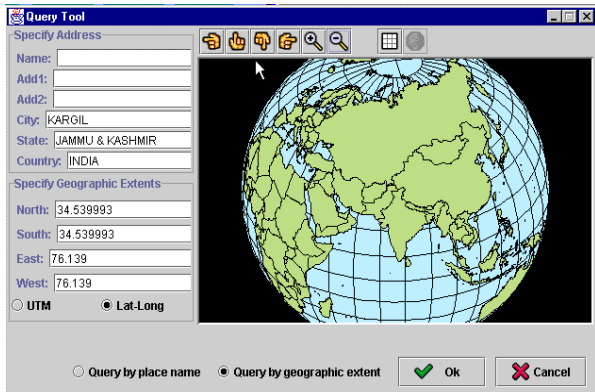 Query Tool
Specify Address
Name:
Add1:
Add2:
City: KARGIL
State: JAMMU & KASHMIR
Country: INDIA
Specify Geographic Extents
North: 34.539993
South: 34.539993
East: 76.139
West: 76.139
UTM Lat-Long
Query by place name Query by geographic extent Ok Cancel